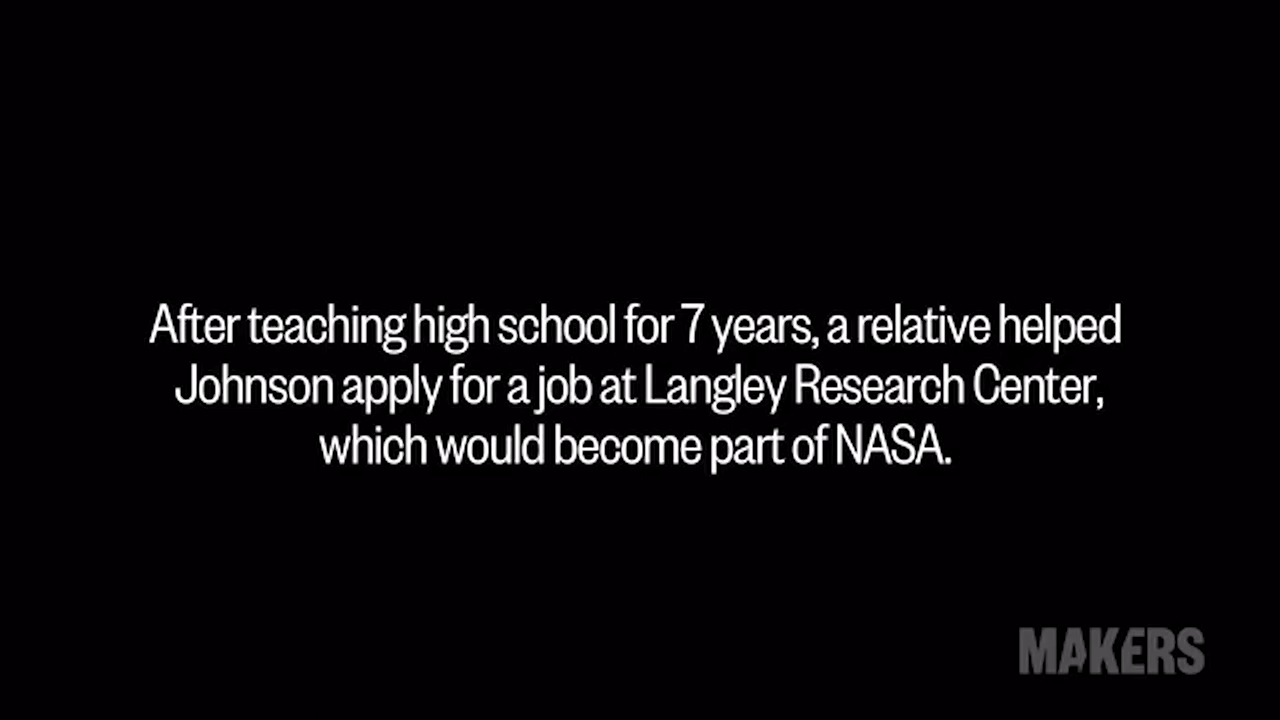 After teaching high school for 7 years, a relative helped
Johnson apply for a job at Langley Research Center,
which would become part of NASA.
MAKERS